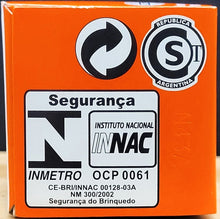 REPUBLICA
S
ARGENTINA
Segurança
INSTITUTO NACIONAL
INNAC
INMETRO OCP 0061
CE-BRI/INNAC 00128-03A
NM 300/2002
Segurança do Brinquedo